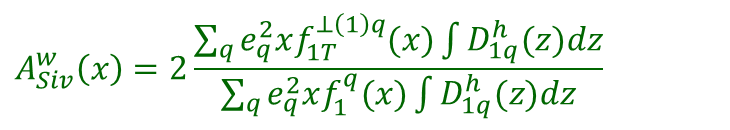 $A^{w}_{Siv}(x) = 2 \frac{\sum_q e_q^2 x f_{1T}^{\perp(1)q}(x) \int D_{1q}^h(z)dz}{\sum_q e_q^2 x f_1^q(x) \int D_{1q}^h(z)dz}$